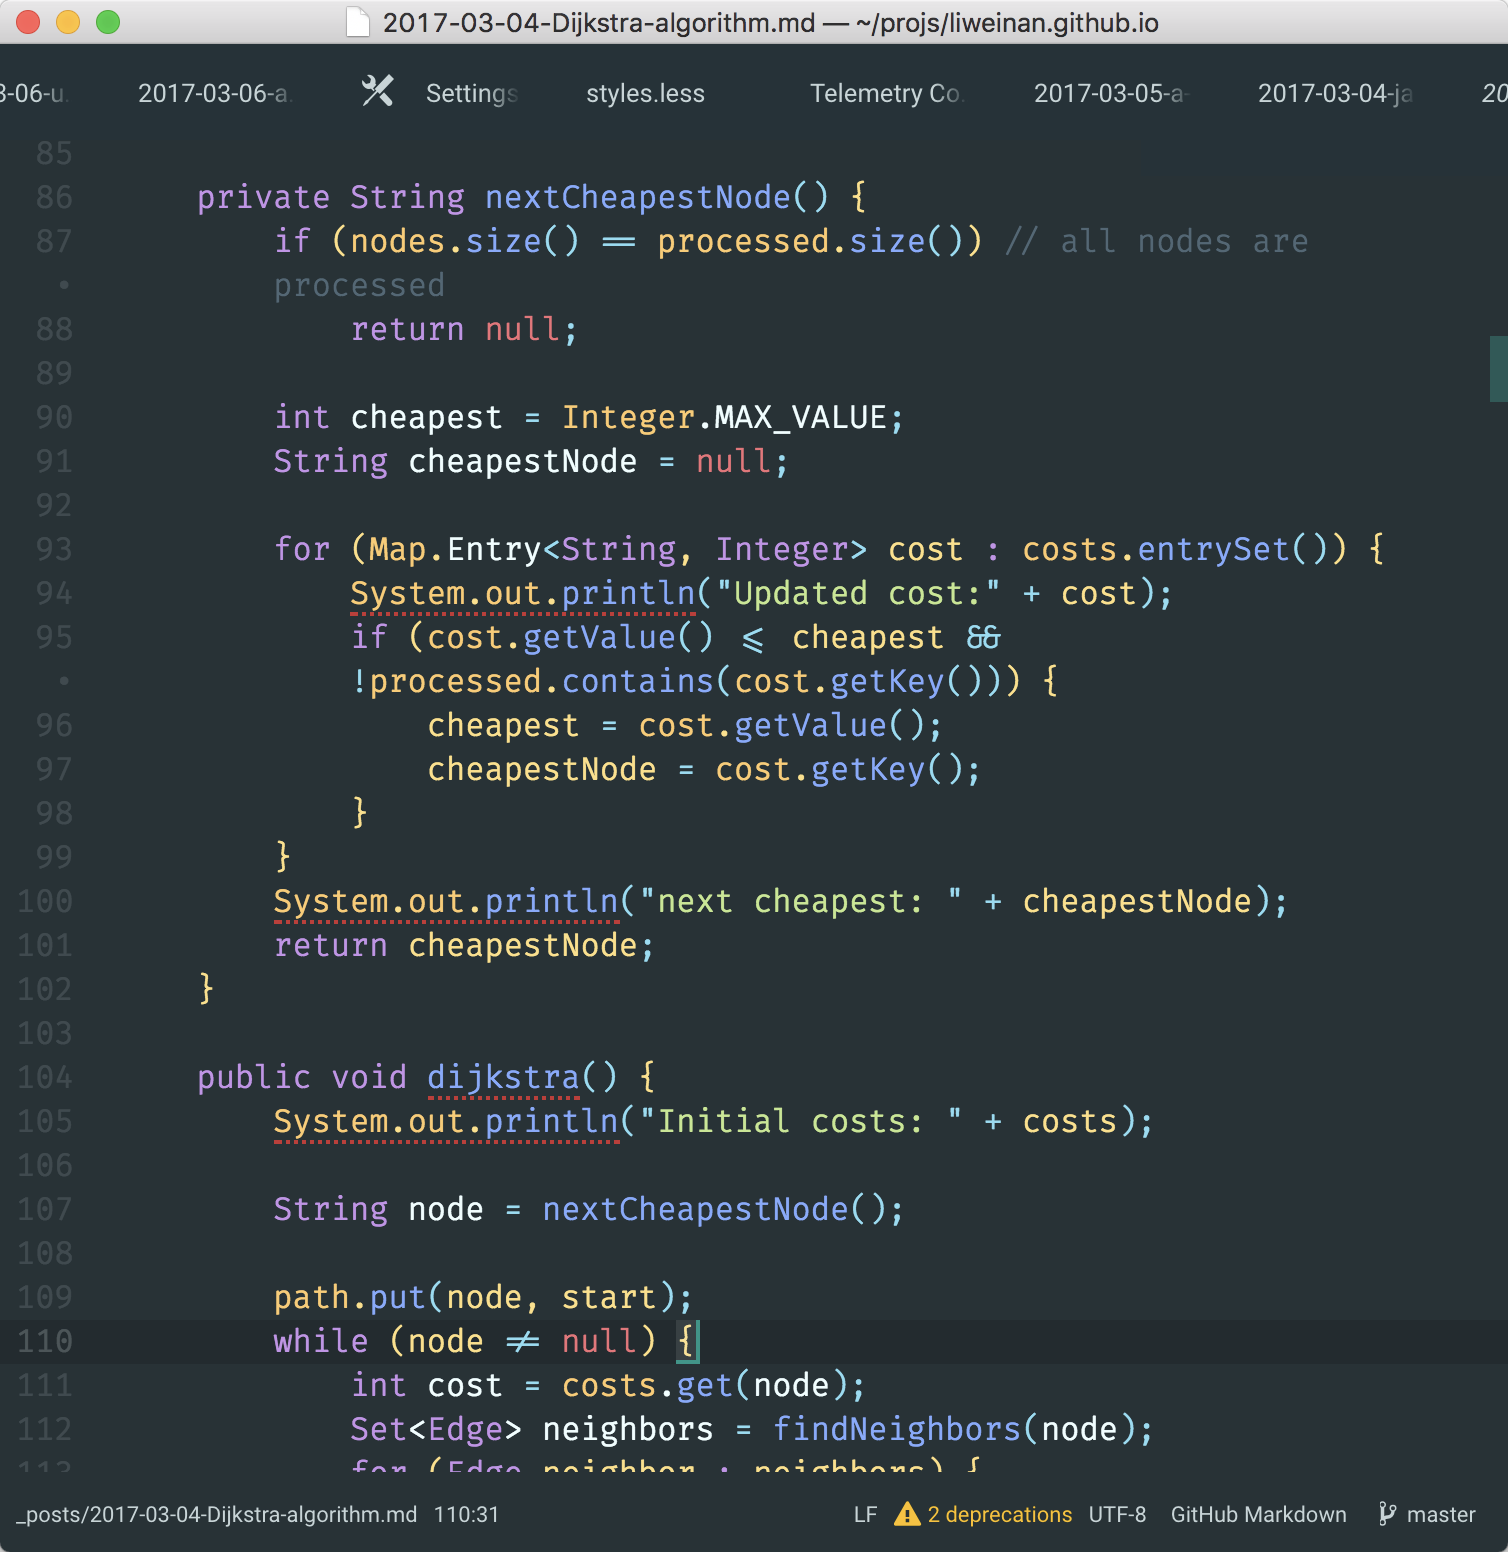 2017-03-04-Dijkstra-algorithm.md — ~/projs/liweinan.github.io
3-06-u. 2017-03-06-a. Settings styles.less Telemetry Co. 2017-03-05-a- 2017-03-04-ja 20
85
86 private String nextCheapestNode() {
87 if (nodes.size() == processed.size()) // all nodes are
• processed
88 return null;
89
90 int cheapest = Integer.MAX_VALUE;
91 String cheapestNode = null;
92
93 for (Map.Entry<String, Integer> cost : costs.entrySet()) {
94 System.out.println("Updated cost:" + cost);
95 if (cost.getValue() <= cheapest &&
• !processed.contains(cost.getKey())) {
96 cheapest = cost.getValue();
97 cheapestNode = cost.getKey();
98 }
99 }
100 System.out.println("next cheapest: " + cheapestNode);
101 return cheapestNode;
102 }
103
104 public void dijkstra() {
105 System.out.println("Initial costs: " + costs);
106
107 String node = nextCheapestNode();
108
109 path.put(node, start);
110 while (node != null) {
111 int cost = costs.get(node);
112 Set<Edge> neighbors = findNeighbors(node);
113 for (Edge neighbor : neighbors) {
_posts/2017-03-04-Dijkstra-algorithm.md 110:31 LF 2 deprecations UTF-8 GitHub Markdown master